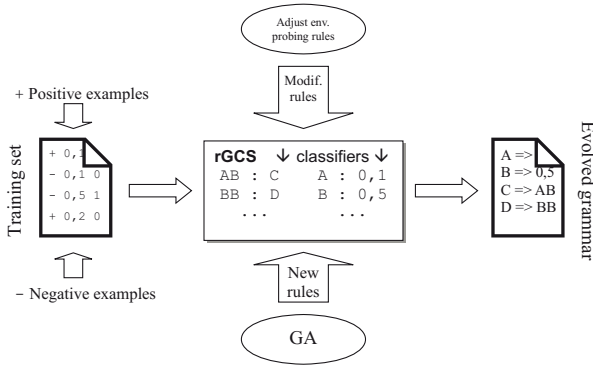 Adjust env.
probing rules
Modif.
rules
+ Positive examples
Training set
+ 0,1
− 0,1 0
− 0,5 1
+ 0,2 0
− Negative examples
rGCS ↓ classifiers ↓
AB : C A : 0,1
BB : D B : 0,5
... ...
New
rules
GA
A =>
B => 0,5
C => AB
D => BB
Evolved grammar